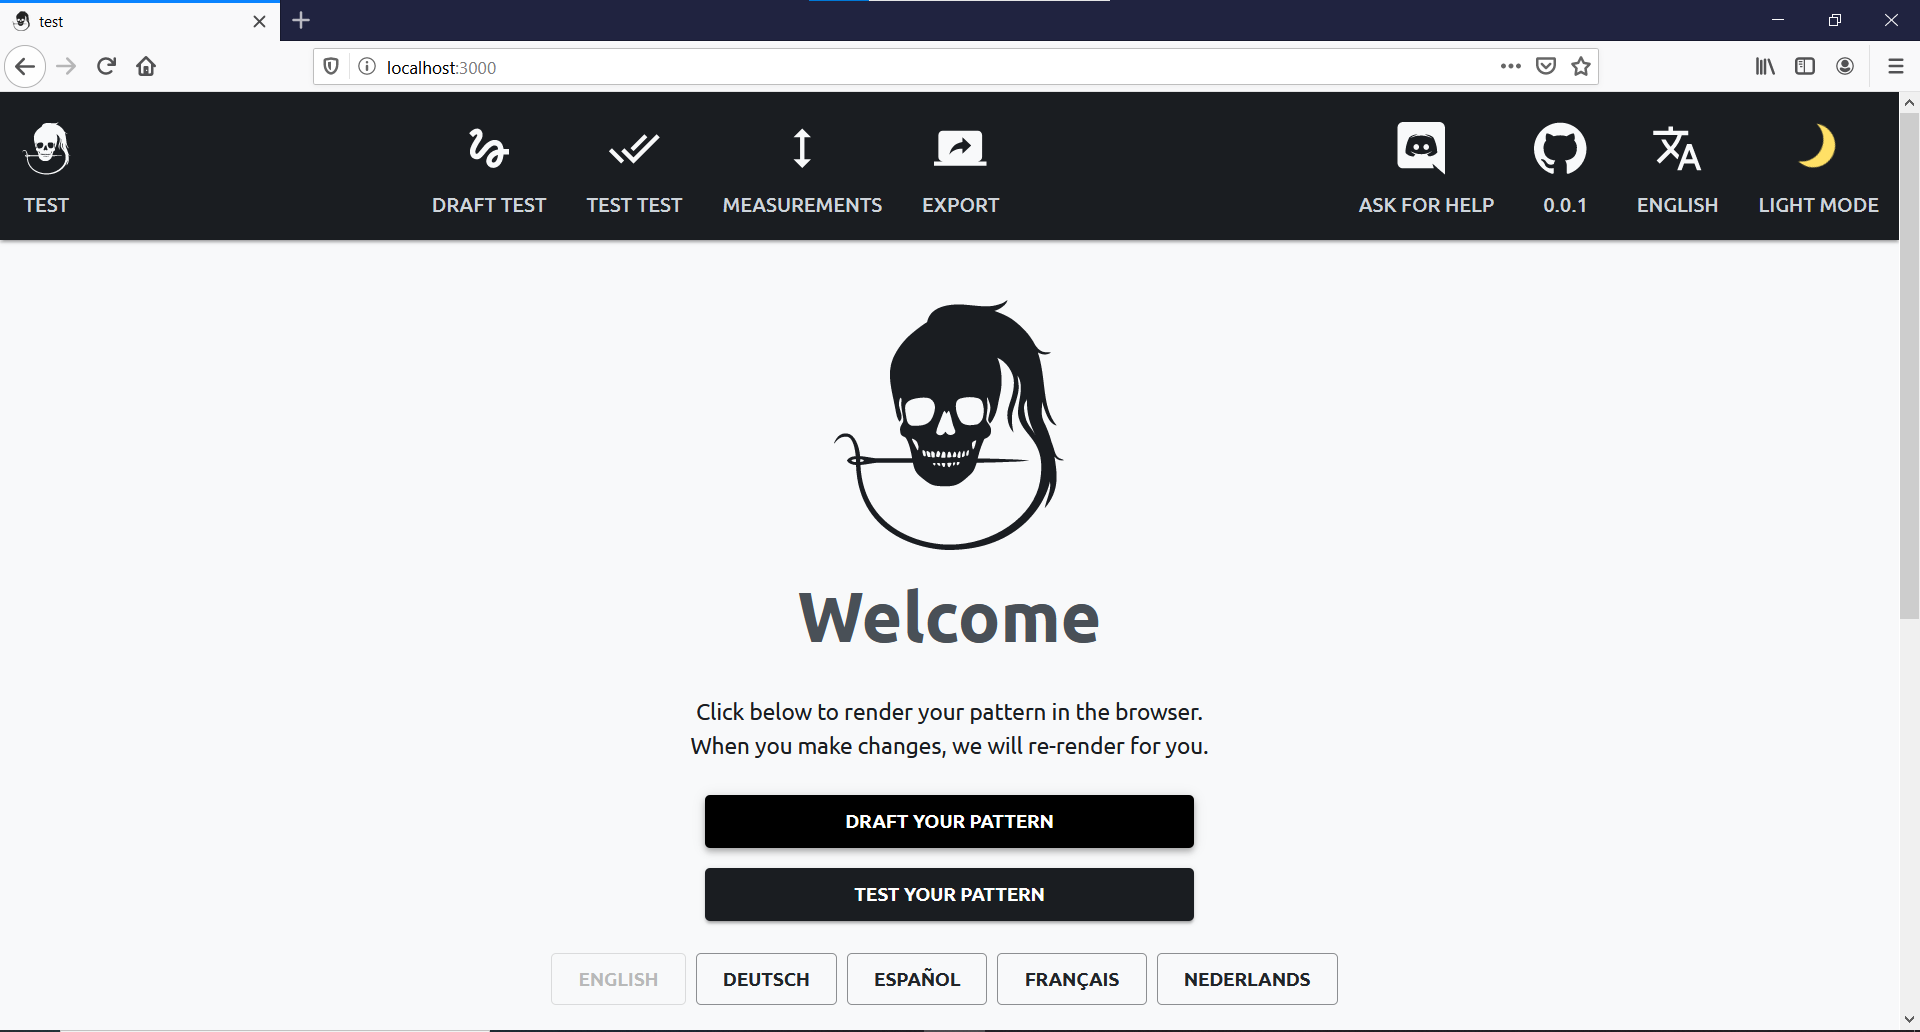 test
localhost:3000
TEST
DRAFT TEST
TEST TEST
MEASUREMENTS
EXPORT
ASK FOR HELP
0.0.1
ENGLISH
LIGHT MODE
Welcome
Click below to render your pattern in the browser.
When you make changes, we will re-render for you.
DRAFT YOUR PATTERN
TEST YOUR PATTERN
ENGLISH
DEUTSCH
ESPAÑOL
FRANÇAIS
NEDERLANDS